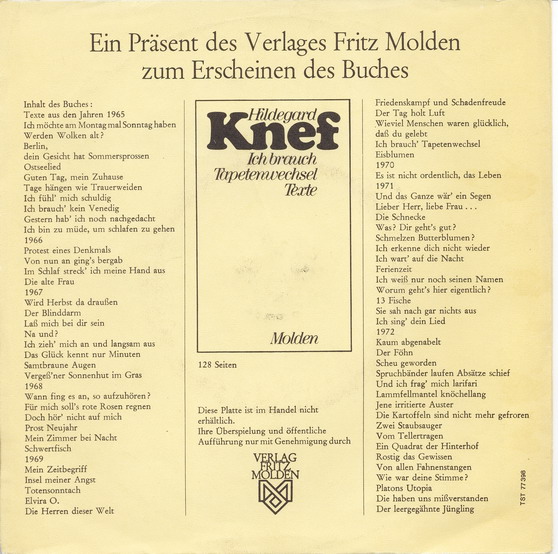 Ein Präsent des Verlages Fritz Molden
zum Erscheinen des Buches
Inhalt des Buches:
Texte aus den Jahren 1965
Ich möchte am Montag mal Sonntag haben
Werden Wolken alt?
Berlin,
dein Gesicht hat Sommersprossen
Ostseelied
Guten Tag, mein Zuhause
Tage hängen wie Trauerweiden
Ich fühl' mich schuldig
Ich brauch' kein Venedig
Gestern hab' ich noch nachgedacht
Ich bin zu müde, um schlafen zu gehen
1966
Protest eines Denkmals
Von nun an ging's bergab
Im Schlaf streck' ich meine Hand aus
Die alte Frau
1967
Wird Herbst da draußen
Der Blinddarm
Laß mich bei dir sein
Na und?
Ich zieh' mich an und langsam aus
Das Glück kennt nur Minuten
Samtbraune Augen
Vergeß'ner Sonnenhut im Gras
1968
Wann fing es an, so aufzuhören?
Für mich soll's rote Rosen regnen
Doch hör' nicht auf mich
Prost Neujahr
Mein Zimmer bei Nacht
Schwertfisch
1969
Mein Zeitbegriff
Insel meiner Angst
Totensonntach
Elvira O.
Die Herren dieser Welt
Hildegard
Knef
Ich brauch
Tapetenwechsel
Texte
Molden
128 Seiten
Diese Platte ist im Handel nicht
erhältlich.
Ihre Überspielung und öffentliche
Aufführung nur mit Genehmigung durch
VERLAG
FRITZ
MOLDEN
Friedenskampf und Schadenfreude
Der Tag holt Luft
Wieviel Menschen waren glücklich,
daß du gelebt
Ich brauch' Tapetenwechsel
Eisblumen
1970
Es ist nicht ordentlich, das Leben
1971
Und das Ganze wär' ein Segen
Lieber Herr, liebe Frau . . .
Die Schnecke
Was? Dir geht's gut?
Schmelzen Butterblumen?
Ich erkenne dich nicht wieder
Ich wart' auf die Nacht
Ferienzeit
Ich weiß nur noch seinen Namen
Worum geht's hier eigentlich?
13 Fische
Sie sah nach gar nichts aus
Ich sing' dein Lied
1972
Kaum abgenabelt
Der Föhn
Scheu geworden
Spruchbänder laufen Absätze schief
Und ich frag' mich larifari
Lammfellmantel knöchellang
Jene irritierte Auster
Die Kartoffeln sind nicht mehr gefroren
Zwei Staubsauger
Vom Tellertragen
Ein Quadrat der Hinterhof
Rostig das Gewissen
Von allen Fahnenstangen
Wie war deine Stimme?
Platons Utopia
Die haben uns mißverstanden
Der leergegähnte Jüngling
TST 77 398